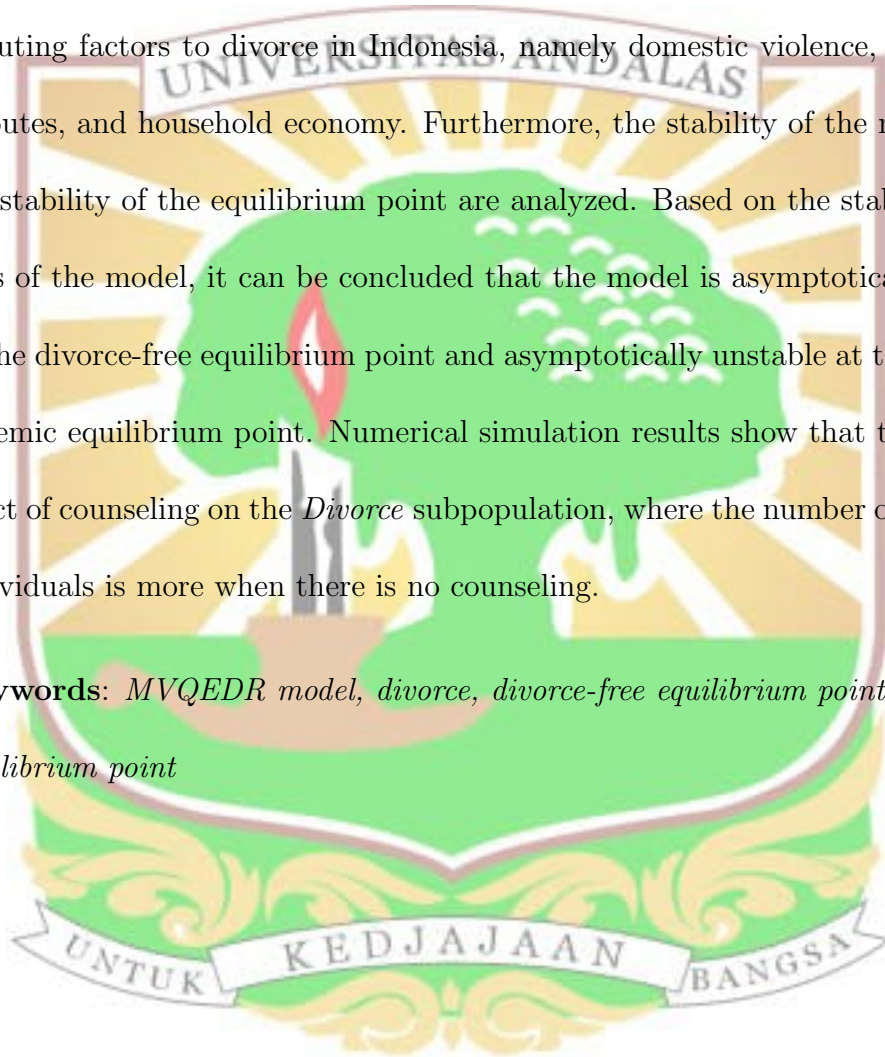 uting factors to divorce in Indonesia, namely domestic violence,
UNIVERSITAS ANDALAS
utes, and household economy. Furthermore, the stability of the
stability of the equilibrium point are analyzed. Based on the stab
s of the model, it can be concluded that the model is asymptotica
he divorce-free equilibrium point and asymptotically unstable at t
emic equilibrium point. Numerical simulation results show that t
ct of counseling on the Divorce subpopulation, where the number o
viduals is more when there is no counseling.
ywords: MVQEDR model, divorce, divorce-free equilibrium point
librium point
UNTUK KEDJAJAAN BANGSA